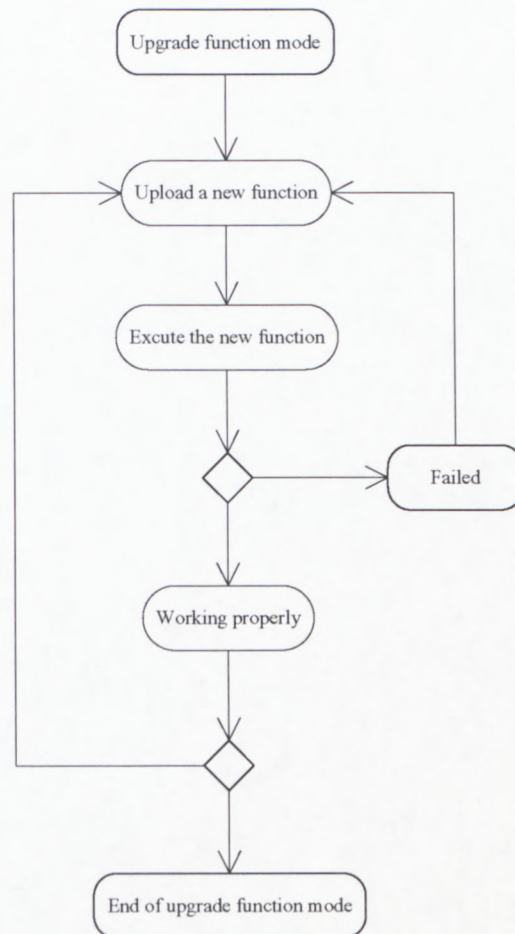 Upgrade function mode
Upload a new function
Excute the new function
Failed
Working properly
End of upgrade function mode